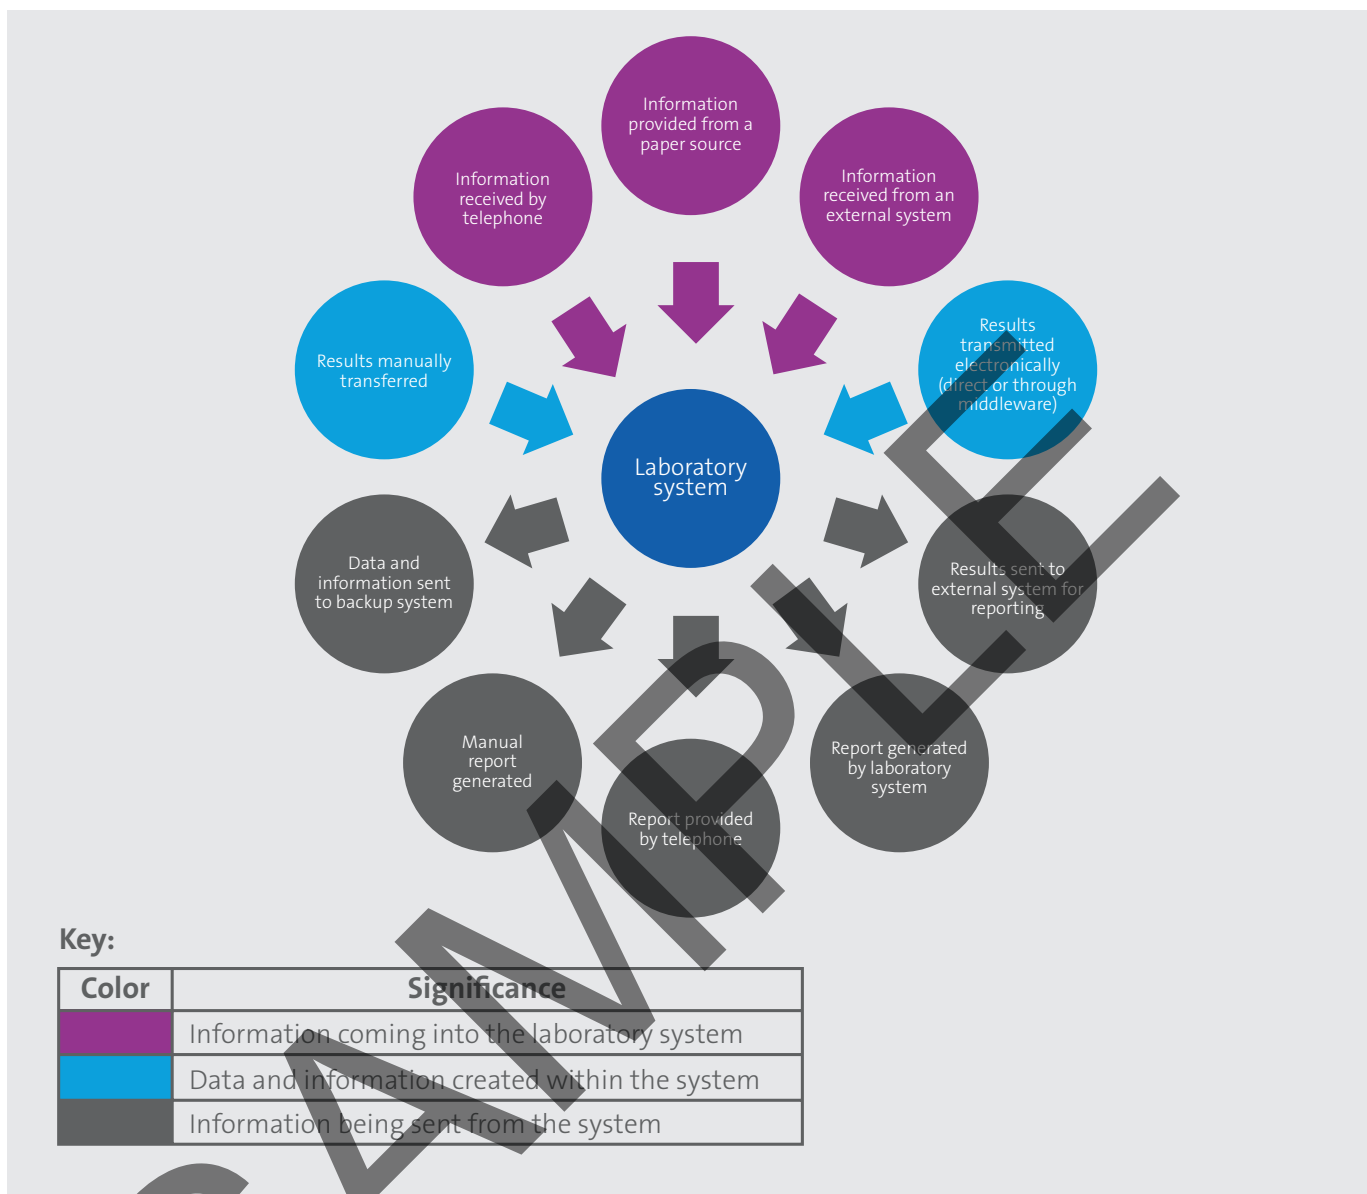 Information
provided from a
paper source
Information
received by
telephone
Information
received from an
external system
Results manually
transferred
Results
transmitted
electronically
(direct or through
middleware)
Laboratory
system
Data and
information sent
to backup system
Results sent to
external system for
reporting
Manual
report
generated
Report provided
by telephone
Report generated
by laboratory
system
Key:
Color Significance
Information coming into the laboratory system
Data and information created within the system
Information being sent from the system
SAMPLE